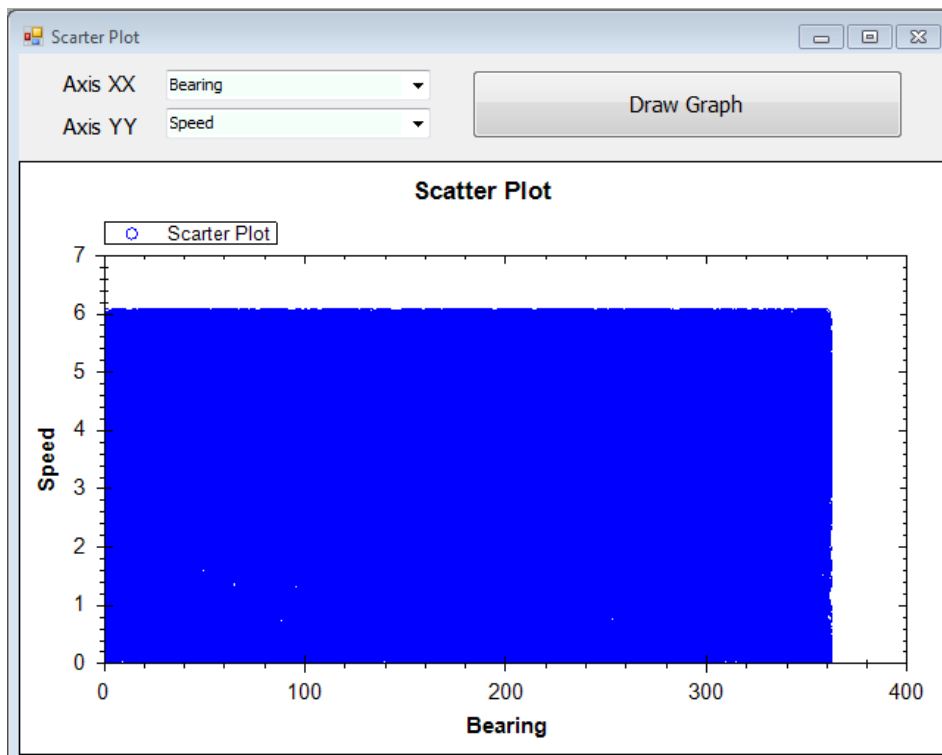 Scarter Plot
Axis XX Bearing
Draw Graph
Axis YY Speed
Scatter Plot
Scarter Plot
7
6
5
4
3
2
1
0
Speed
0 100 200 300 400
Bearing